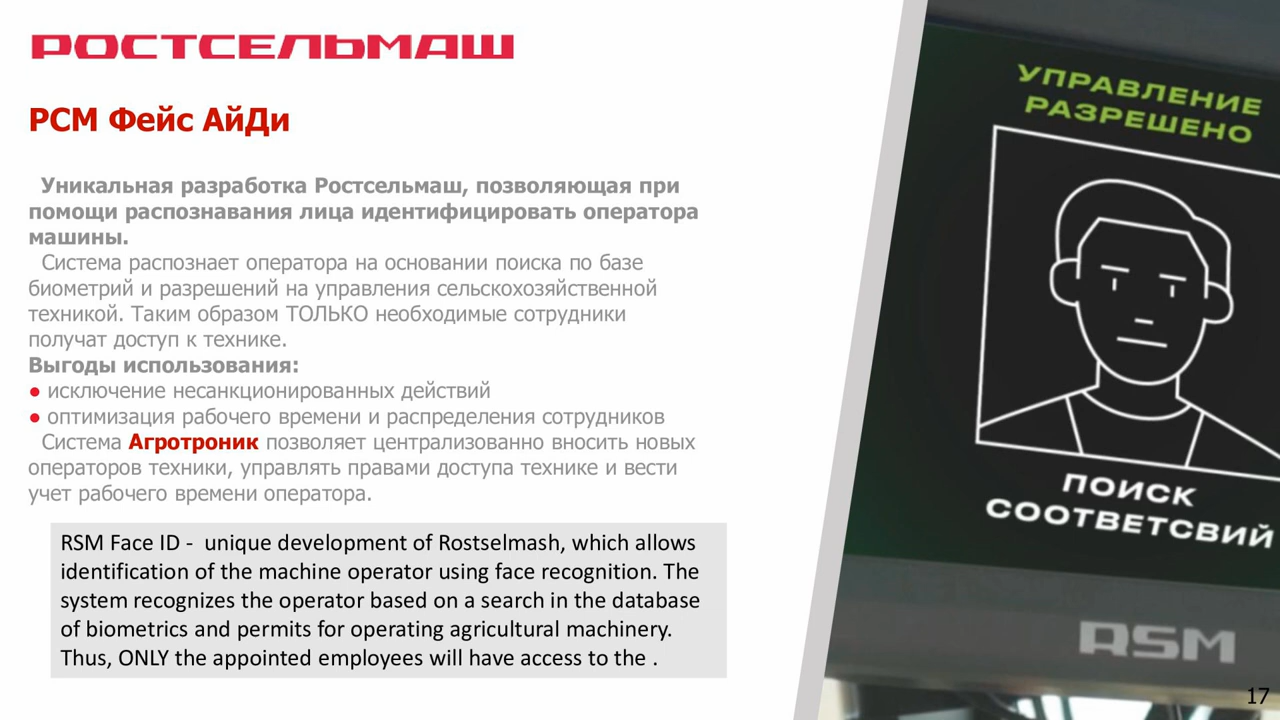 РОСТСЕЛЬМАШ
РСМ Фейс АйДи
Уникальная разработка Ростсельмаш, позволяющая при
помощи распознавания лица идентифицировать оператора
машины.
Система распознает оператора на основании поиска по базе
биометрий и разрешений на управления сельскохозяйственной
техникой. Таким образом ТОЛЬКО необходимые сотрудники
получат доступ к технике.
Выгоды использования:
● исключение несанкционированных действий
● оптимизация рабочего времени и распределения сотрудников
Система Агротроник позволяет централизованно вносить новых
операторов техники, управлять правами доступа технике и вести
учет рабочего времени оператора.
RSM Face ID - unique development of Rostselmash, which allows
identification of the machine operator using face recognition. The
system recognizes the operator based on a search in the database
of biometrics and permits for operating agricultural machinery.
Thus, ONLY the appointed employees will have access to the .
УПРАВЛЕНИЕ
РАЗРЕШЕНО
ПОИСК
СООТВЕТСВИЙ
RSM
17